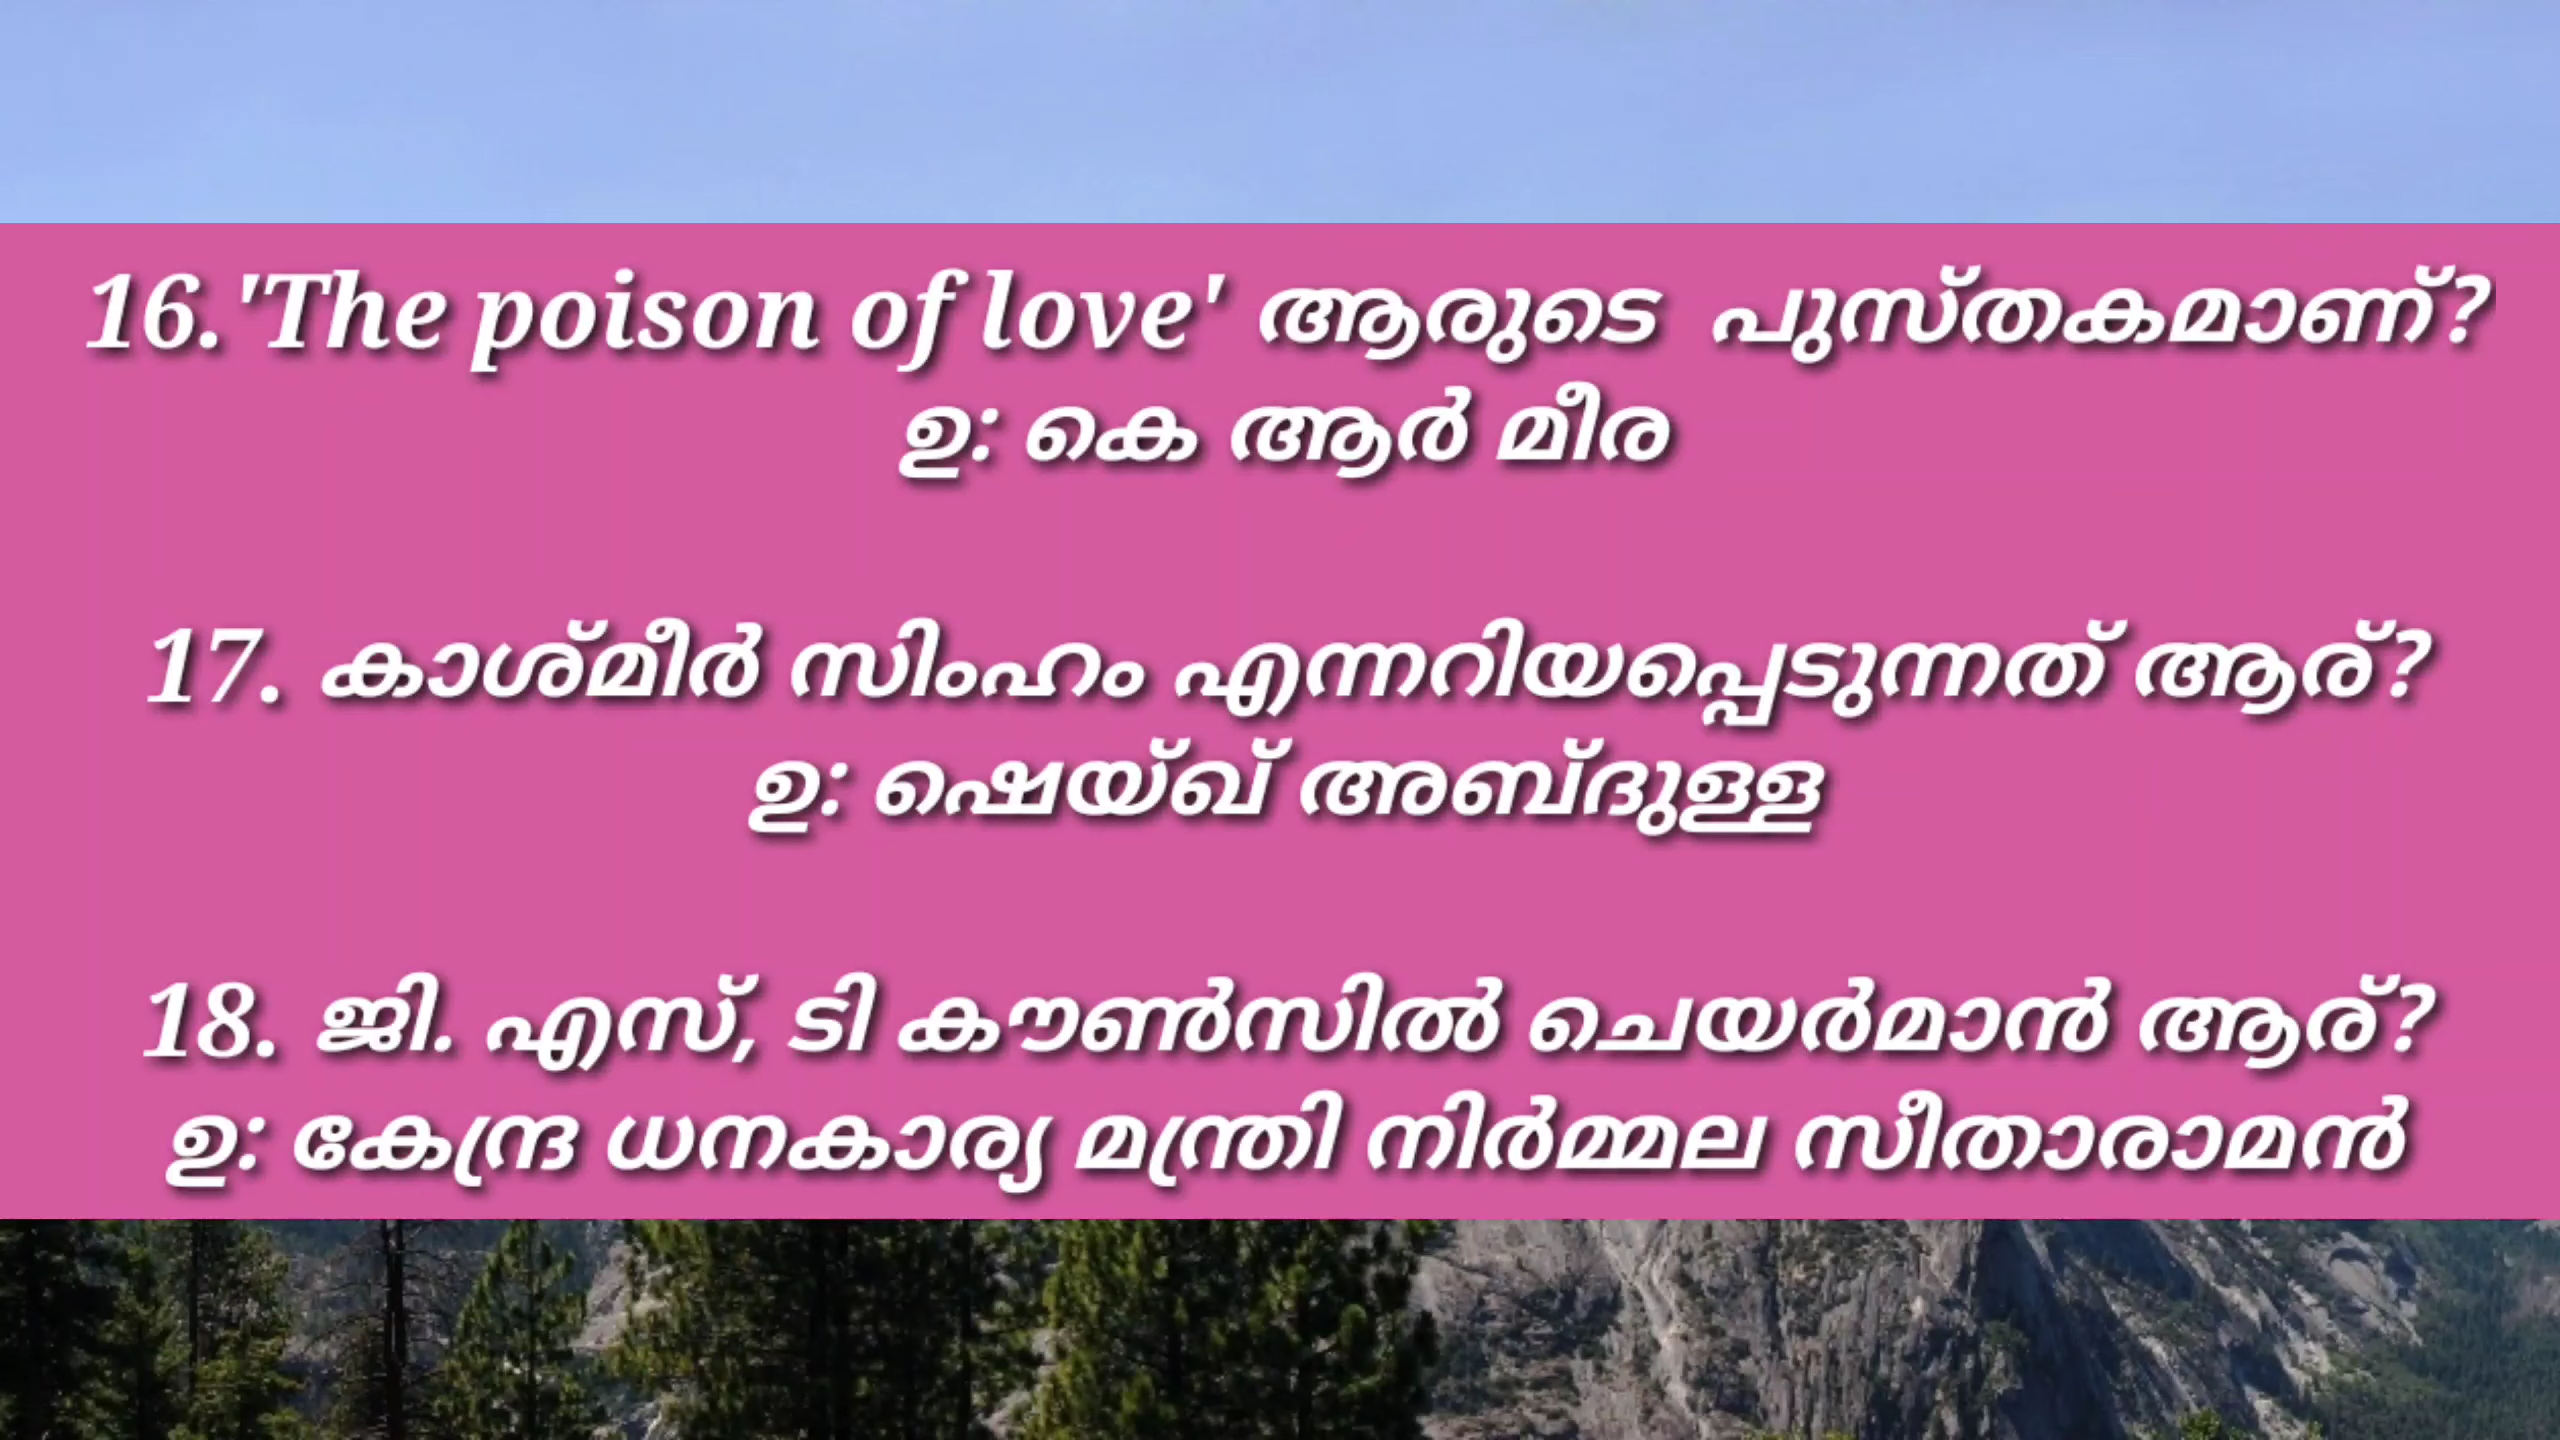 16.'The poison of love' ആരുടെ പുസ്തകമാണ്?
ഉ: കെ ആർ മീര
17. കാശ്മീർ സിംഹം എന്നറിയപ്പെടുന്നത് ആര്?
ഉ: ഷെയ്ഖ് അബ്ദുള്ള
18. ജി. എസ്, ടി കൗൺസിൽ ചെയർമാൻ ആര്?
ഉ: കേന്ദ്ര ധനകാര്യ മന്ത്രി നിർമ്മല സീതാരാമൻ